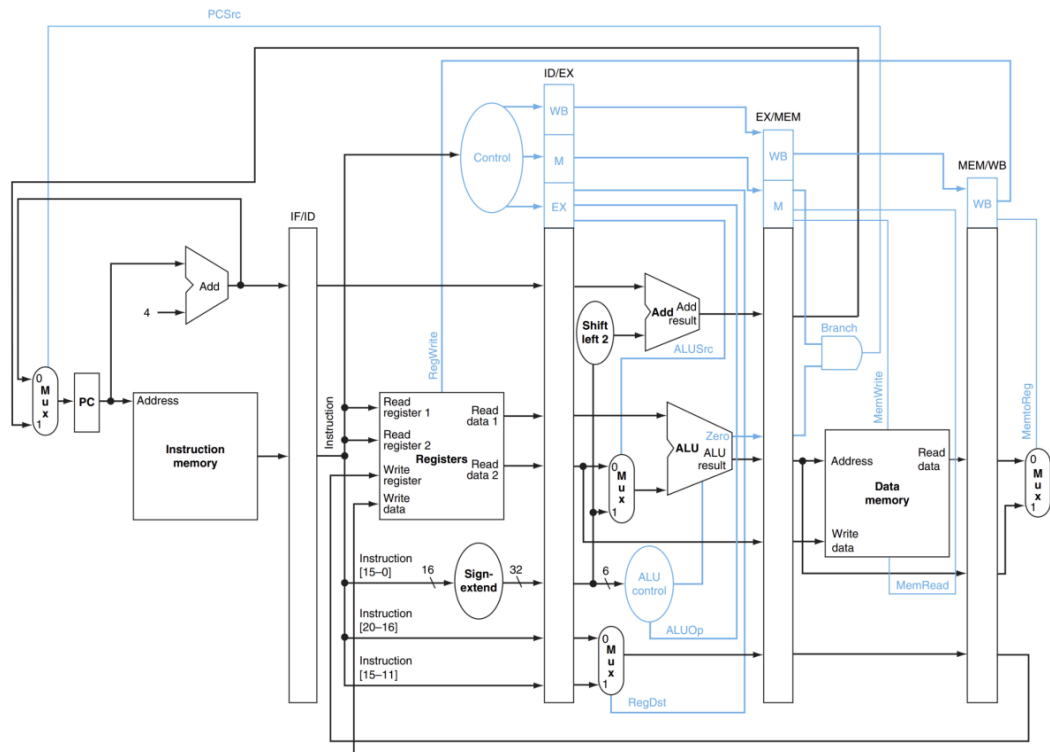 PCSrc
ID/EX
WB
EX/MEM
Control
M
WB
MEM/WB
IF/ID
EX
M
WB
Add
4
RegWrite
Shift
left 2
Add
Add
result
ALUSrc
Branch
0
M
u
x
1
PC
Address
Instruction
memory
Instruction
Read
register 1
Read
register 2
Write
register
Write
data
Registers
Read
data 1
Read
data 2
0
M
u
x
1
ALU
Zero
ALU
result
MemWrite
Address
Write
data
Data
memory
Read
data
MemtoReg
0
M
u
x
1
Instruction
[15–0]
16
Sign-
extend
32
6
ALU
control
MemRead
Instruction
[20–16]
ALUOp
0
M
u
x
1
Instruction
[15–11]
RegDst